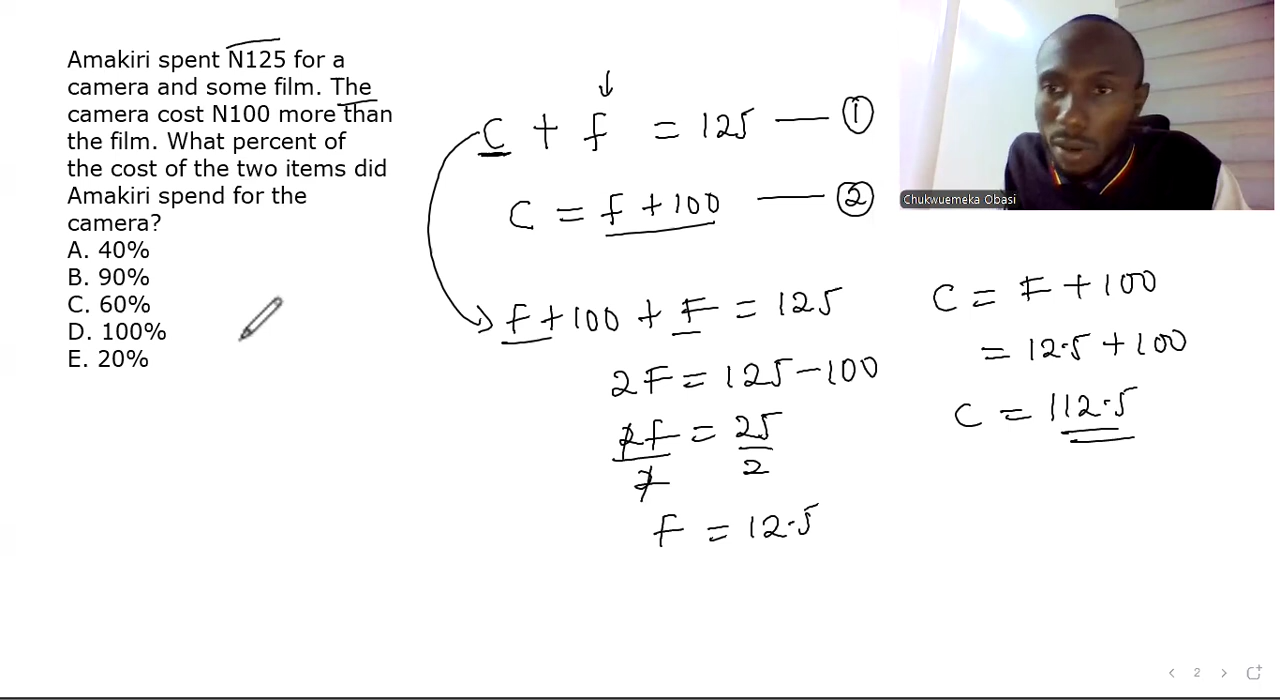 Amakiri spent N125 for a
camera and some film. The
camera cost N100 more than
the film. What percent of
the cost of the two items did
Amakiri spend for the
camera?
A. 40%
B. 90%
C. 60%
D. 100%
E. 20%
C + f = 125 — ①
C = f + 100 — ②
F + 100 + F = 125
2F = 125 - 100
2F/2 = 25/2
F = 12.5
C = F + 100
= 12.5 + 100
C = 112.5
Chukwuemeka Obasi
2